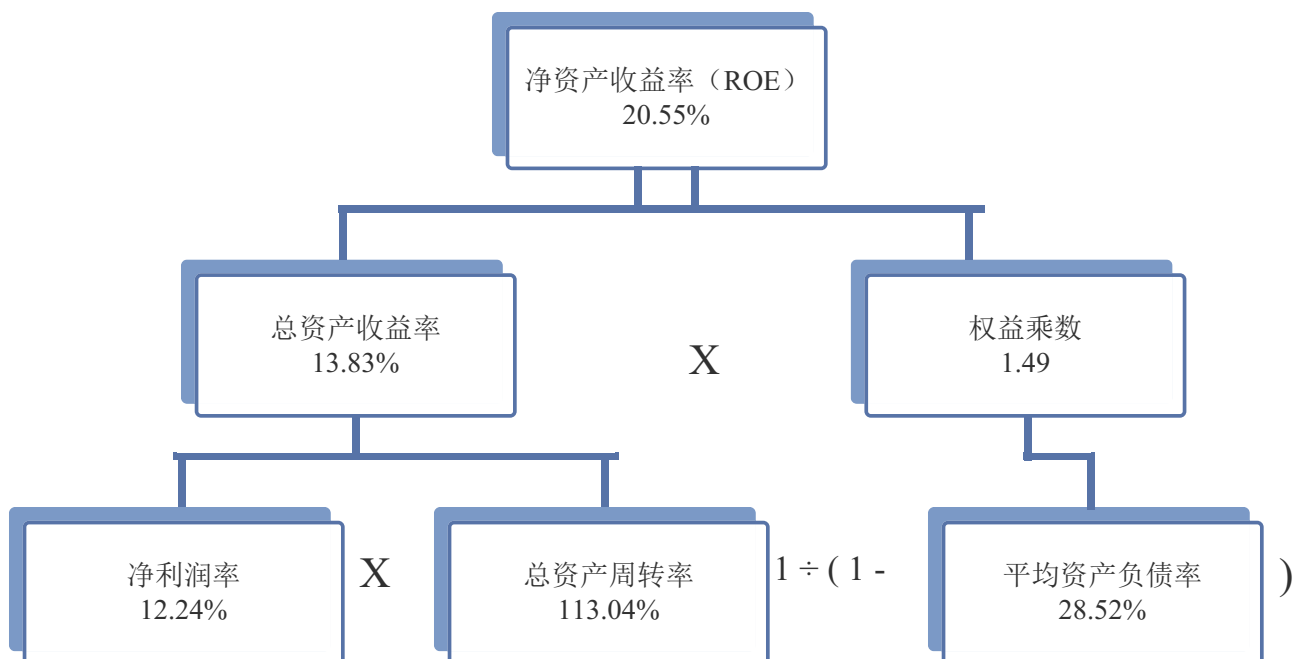 净资产收益率（ROE）
20.55%
总资产收益率
13.83%
X
权益乘数
1.49
净利润率
12.24%
X
总资产周转率
113.04%
1 ÷ ( 1 -
平均资产负债率
28.52%
)